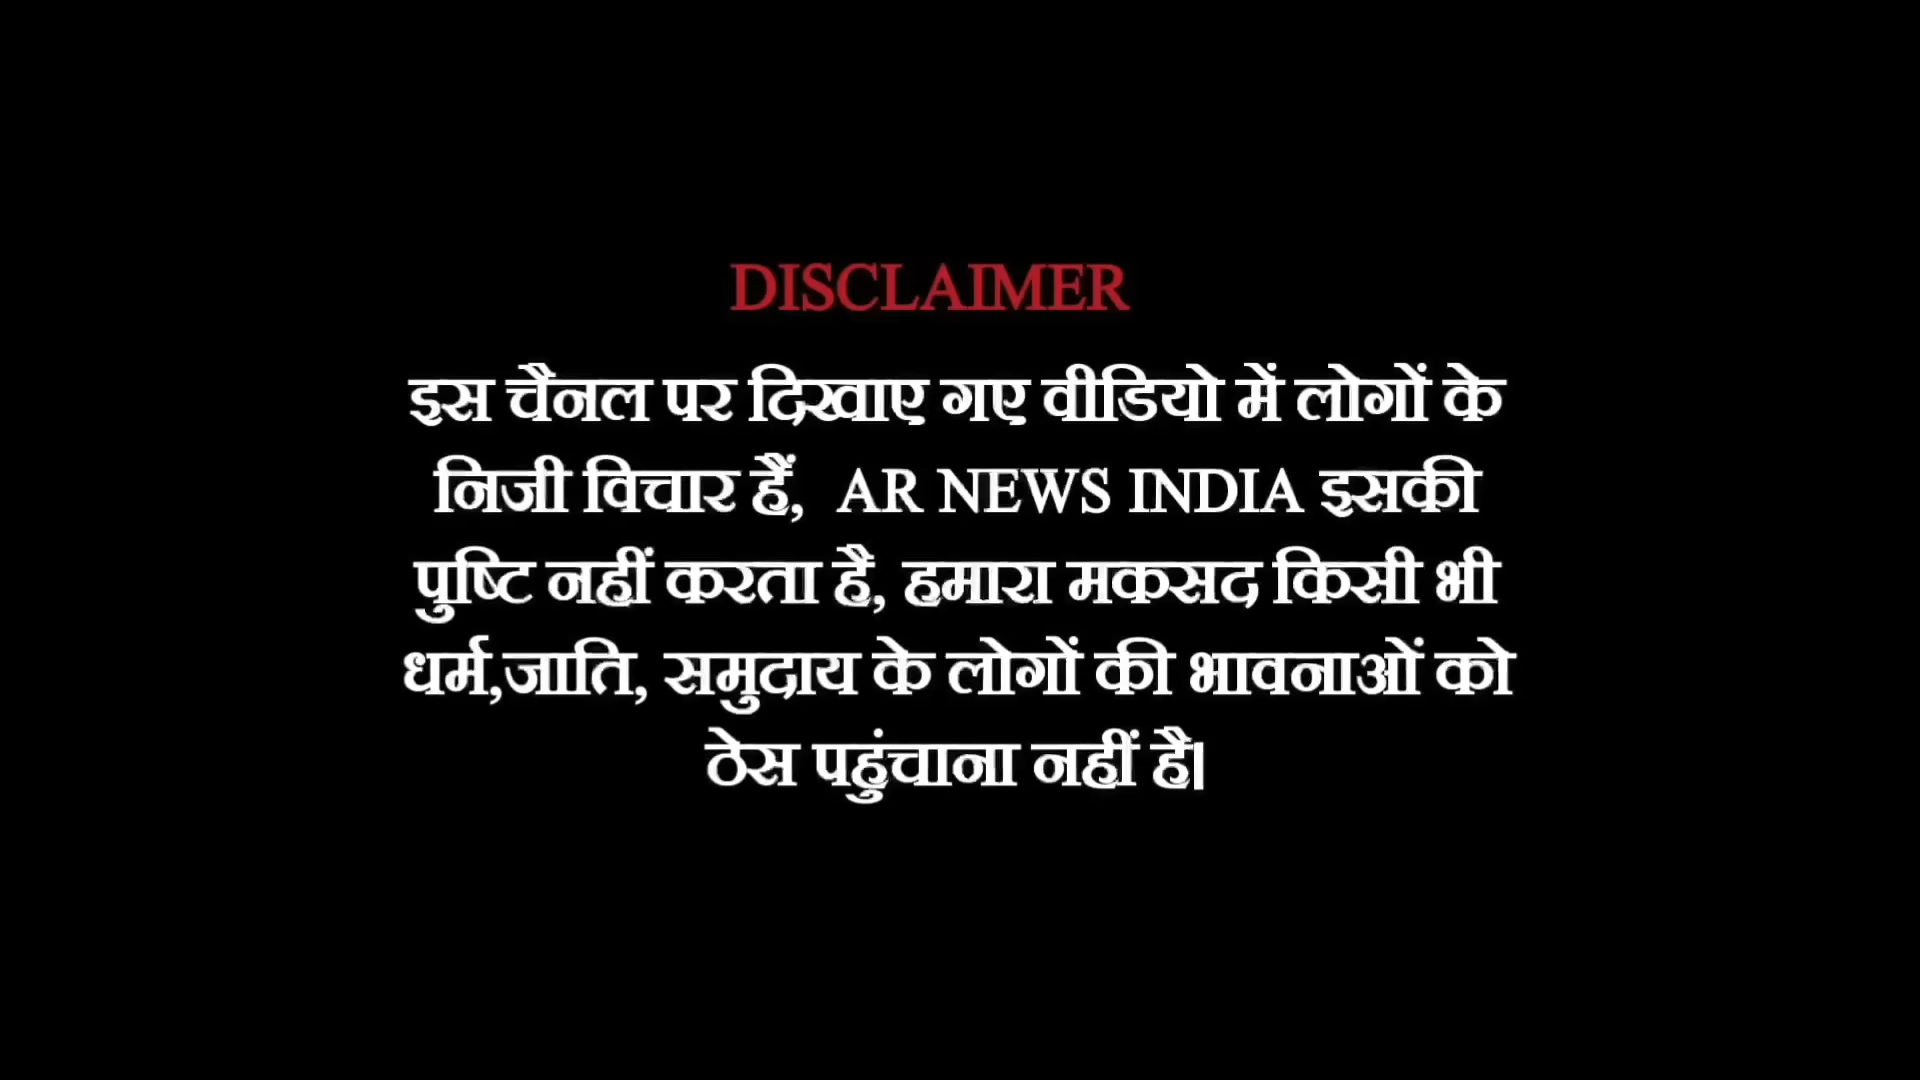 DISCLAIMER
इस चैनल पर दिखाए गए वीडियो में लोगों के
निजी विचार हैं, AR NEWS INDIA इसकी
पुष्टि नहीं करता है, हमारा मकसद किसी भी
धर्म,जाति, समुदाय के लोगों की भावनाओं को
ठेस पहुंचाना नहीं है।